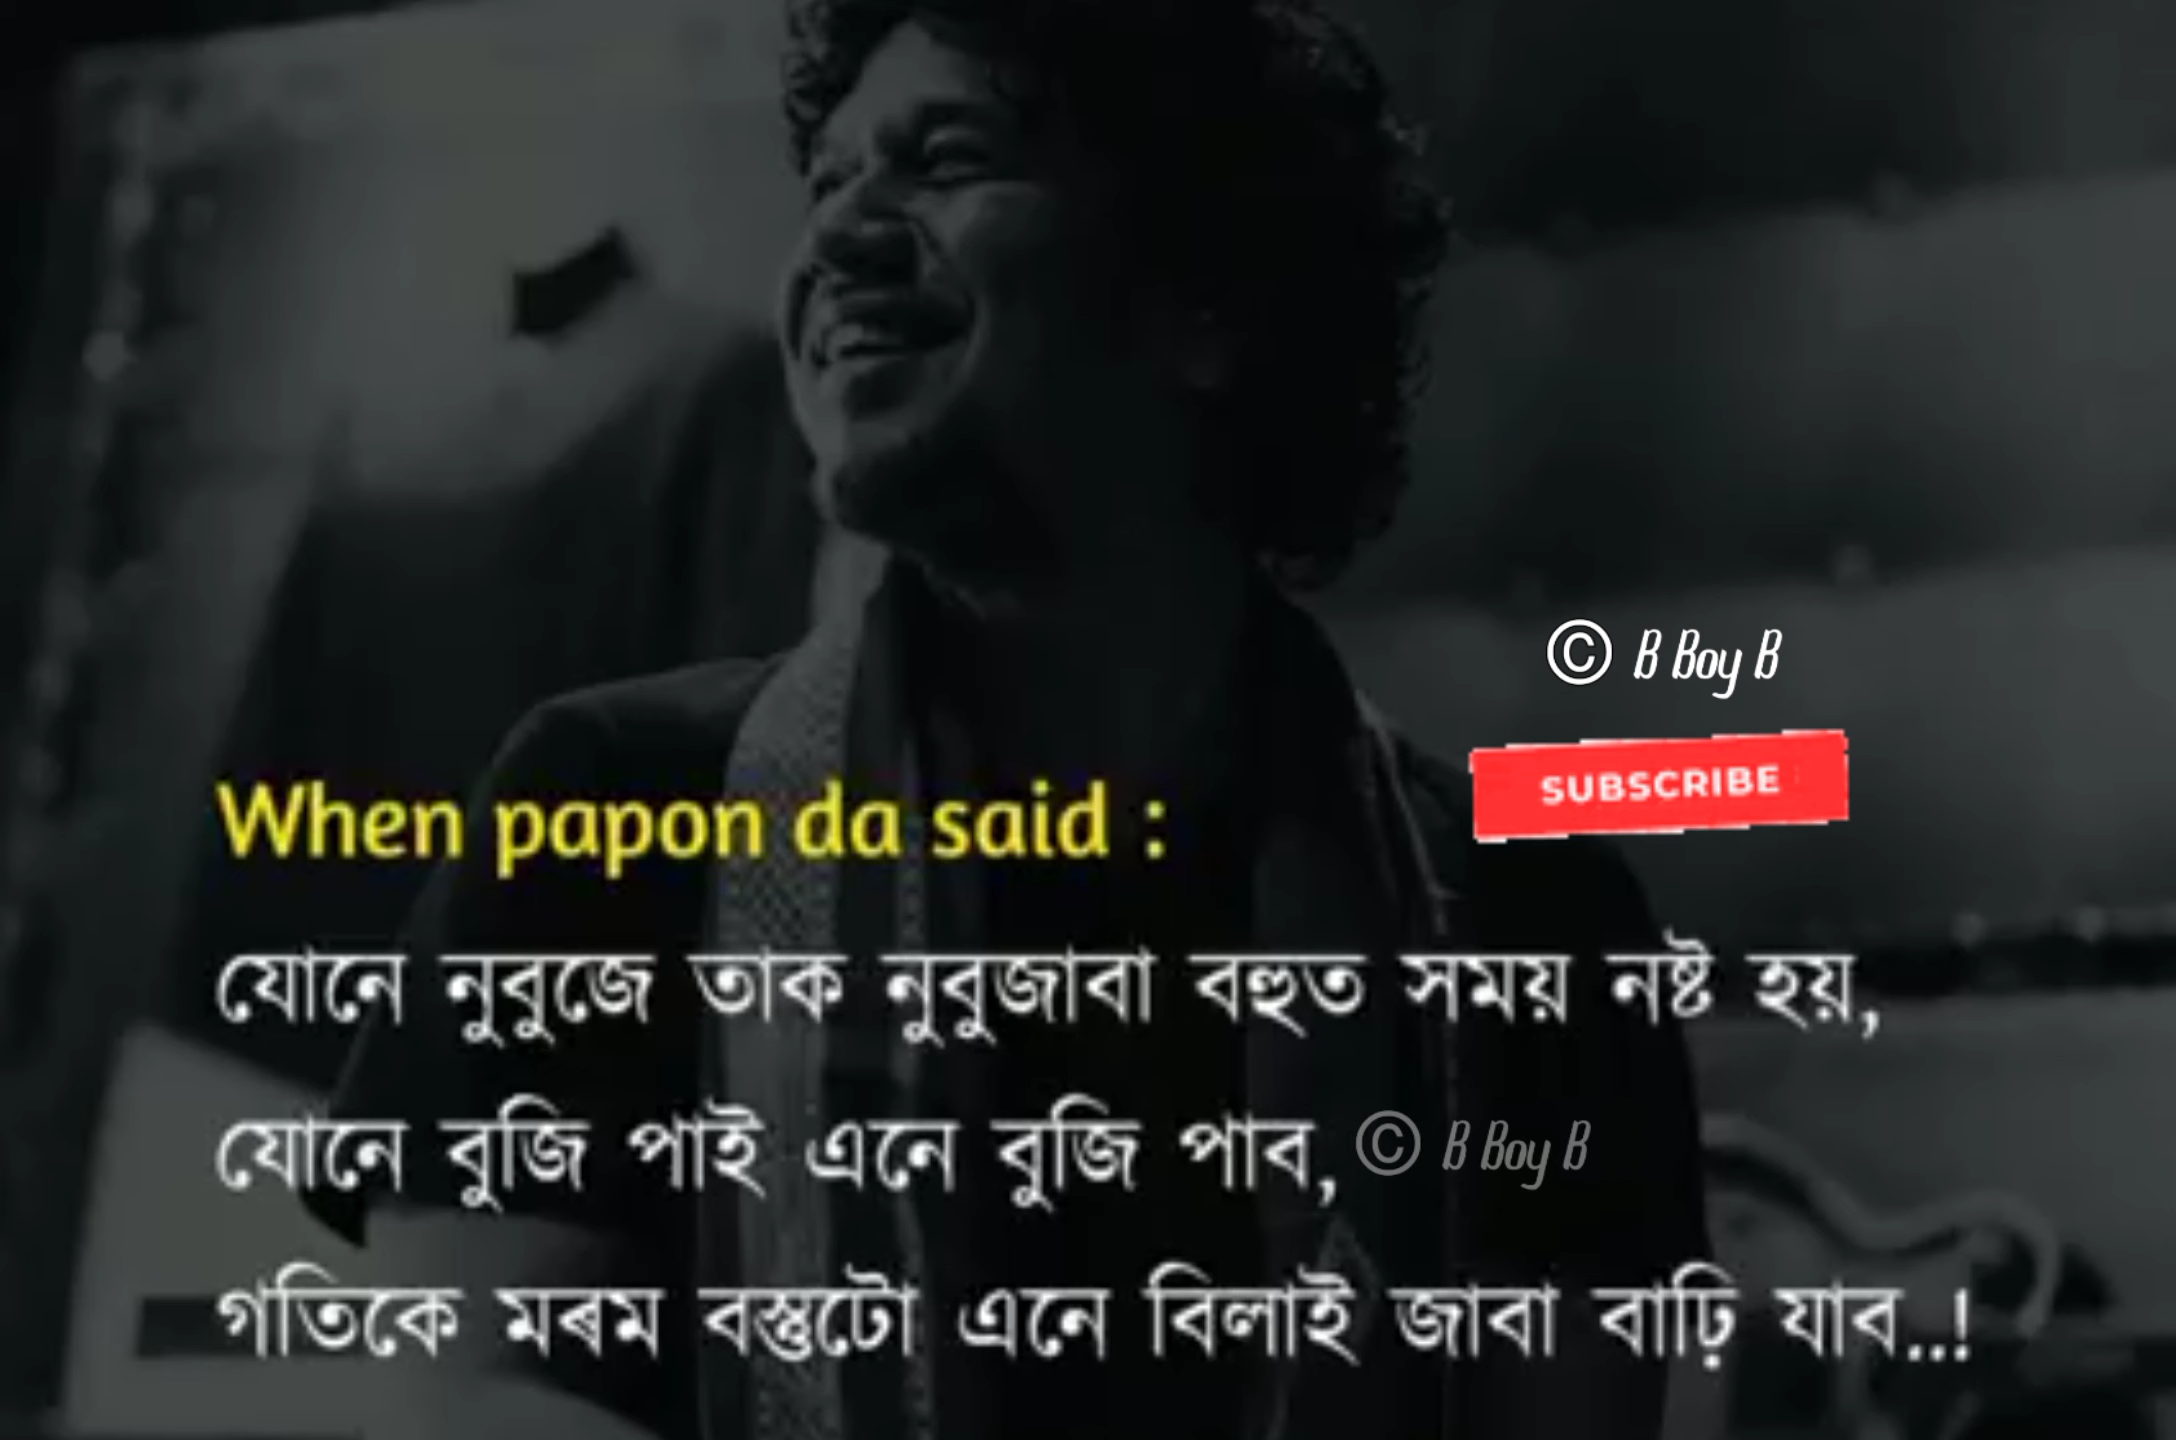 © B Boy B
SUBSCRIBE
When papon da said :
যোনে নুবুজে তাক নুবুজাবা বহুত সময় নষ্ট হয়,
যোনে বুজি পাই এনে বুজি পাব,
© B Boy B
গতিকে মৰম বস্তুটো এনে বিলাই জাবা বাঢ়ি যাব..!